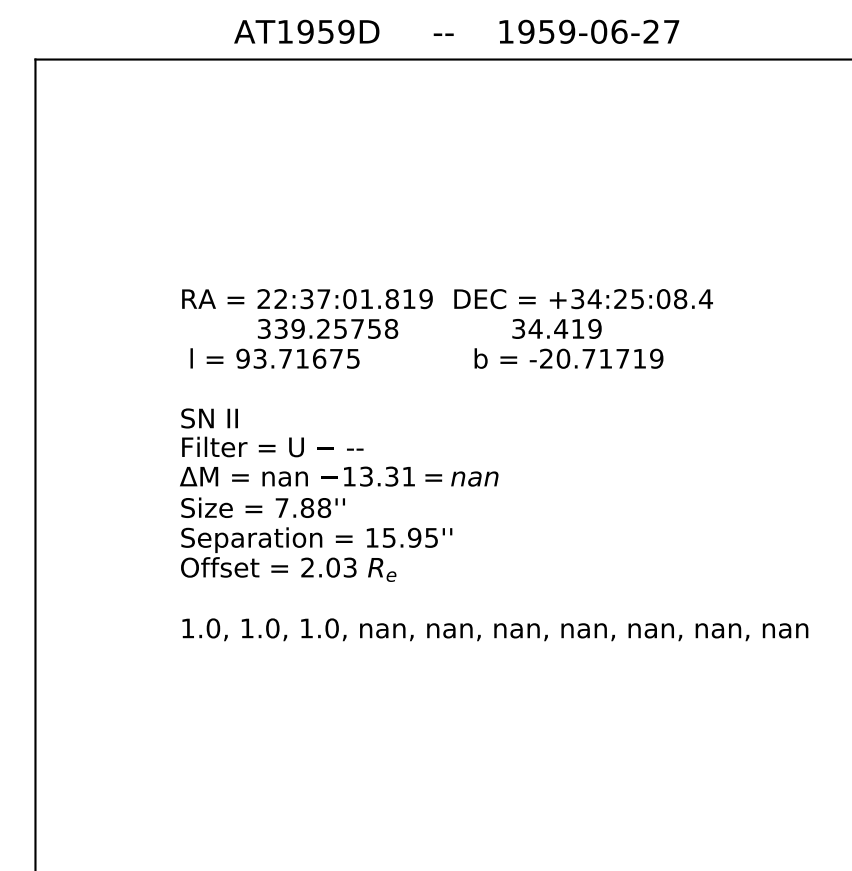 AT1959D -- 1959-06-27
RA = 22:37:01.819 DEC = +34:25:08.4
339.25758 34.419
l = 93.71675 b = -20.71719
SN II
Filter = U − --
ΔM = nan −13.31 = nan
Size = 7.88''
Separation = 15.95''
Offset = 2.03 Rₑ
1.0, 1.0, 1.0, nan, nan, nan, nan, nan, nan, nan